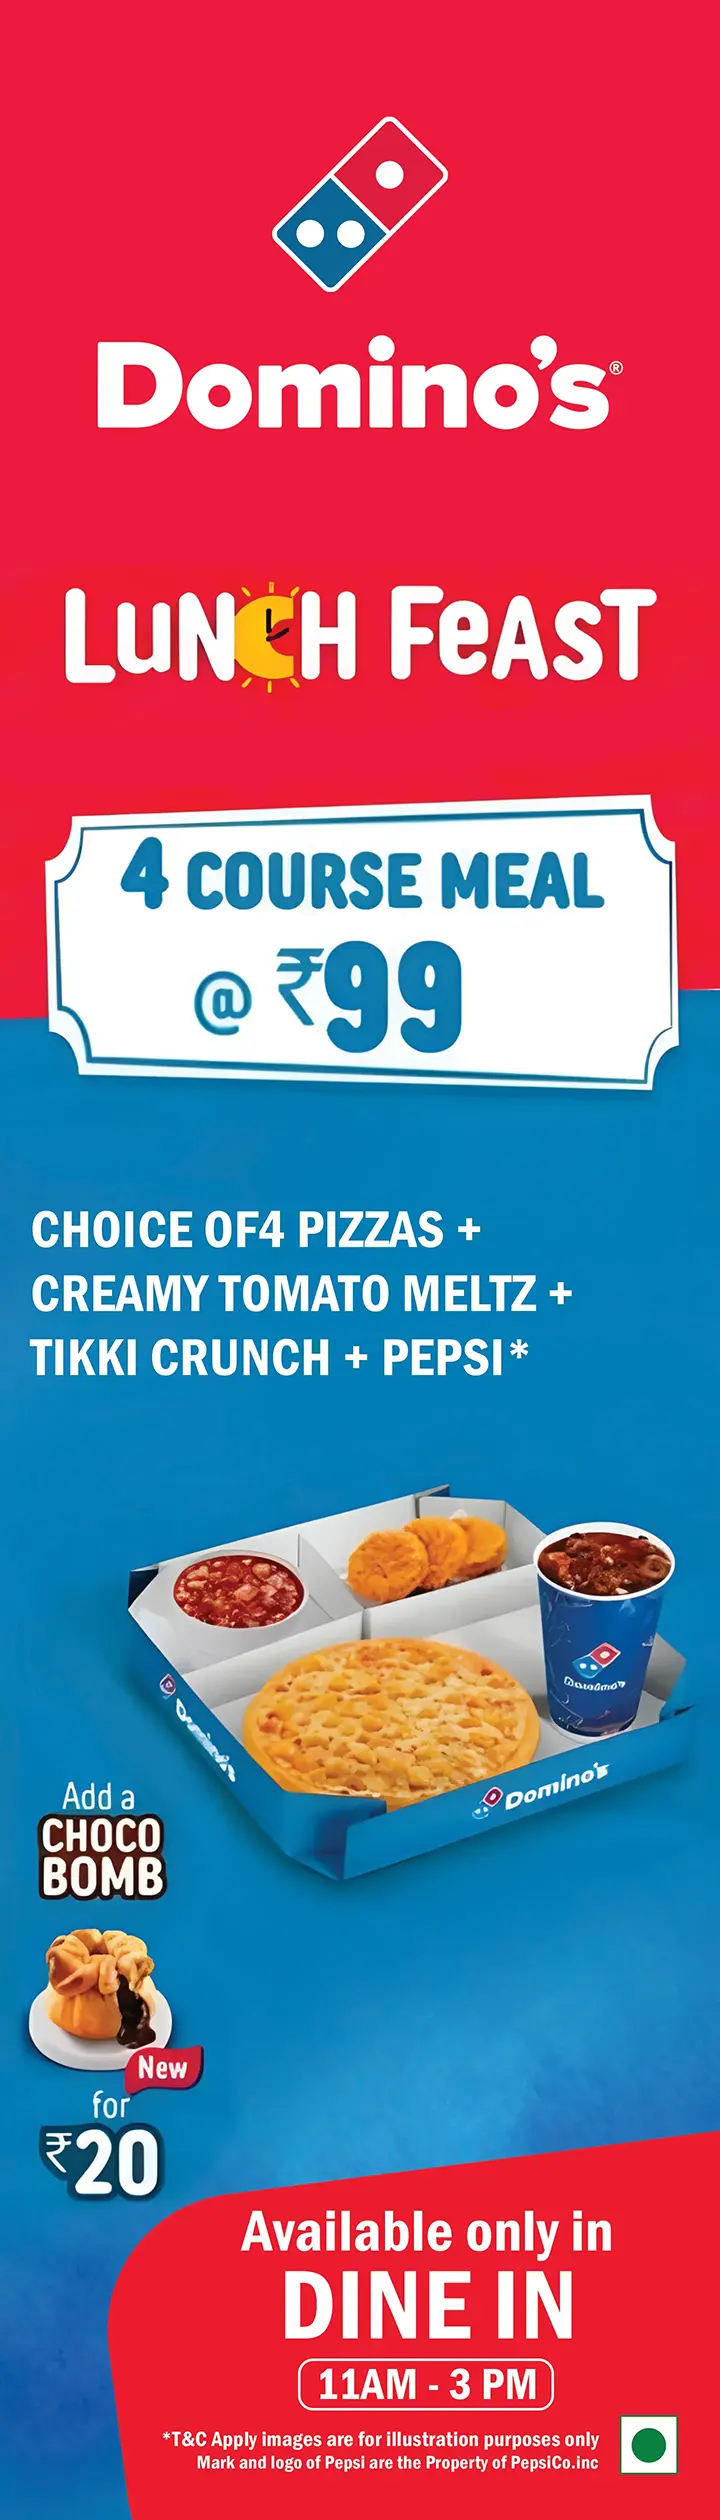 Domino's®
LUNCH FEAST
4 COURSE MEAL
@ ₹99
CHOICE OF4 PIZZAS +
CREAMY TOMATO MELTZ +
TIKKI CRUNCH + PEPSI*
Domino's
Domino's
Domino's
Add a
CHOCO
BOMB
New
for
₹20
Available only in
DINE IN
11AM - 3 PM
*T&C Apply images are for illustration purposes only
Mark and logo of Pepsi are the Property of PepsiCo.inc